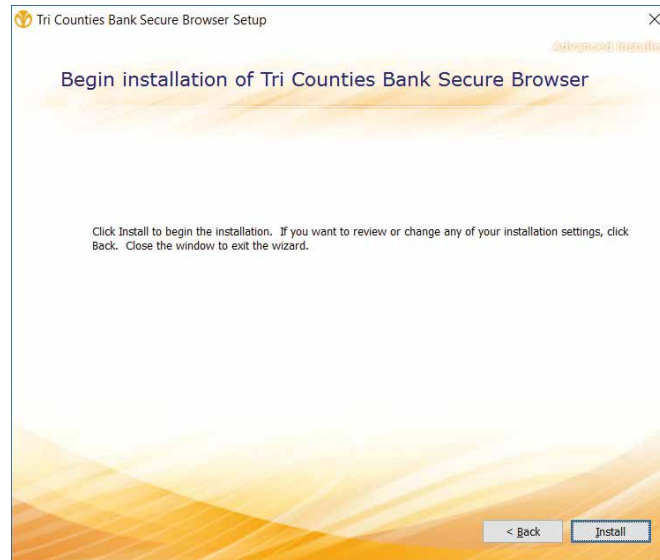 Tri Counties Bank Secure Browser Setup
Advanced Installer
Begin installation of Tri Counties Bank Secure Browser
Click Install to begin the installation. If you want to review or change any of your installation settings, click
Back. Close the window to exit the wizard.
< Back
Install